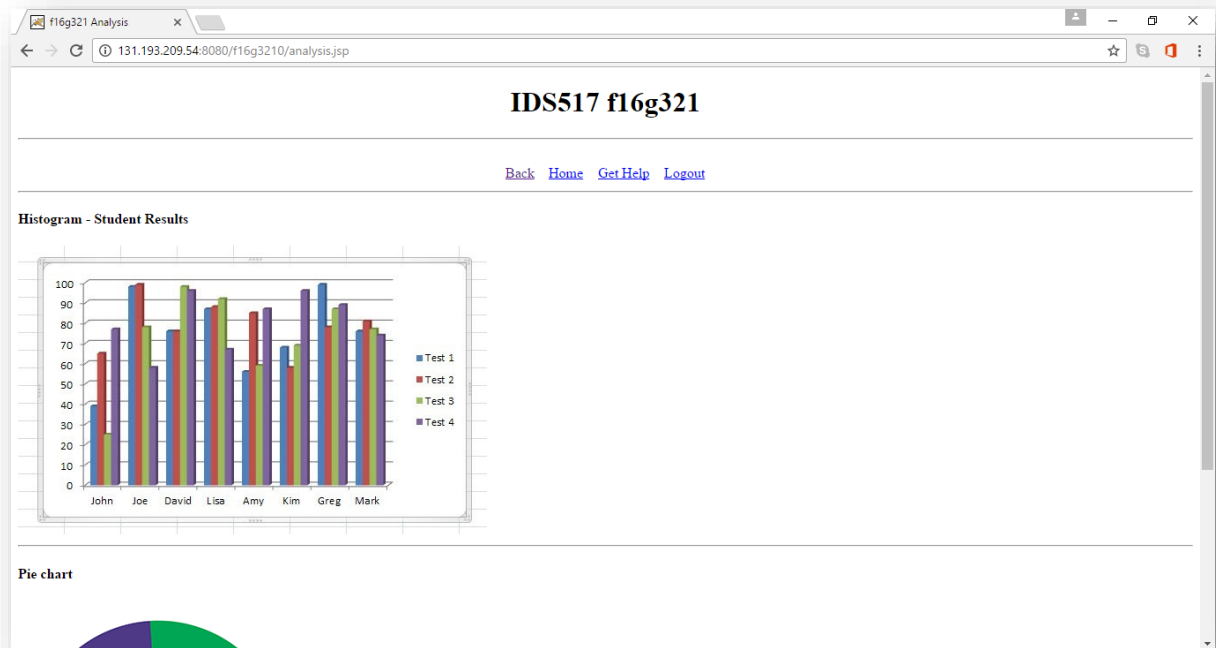 f16g321 Analysis
131.193.209.54:8080/f16g3210/analysis.jsp
IDS517 f16g321
Back Home Get Help Logout
Histogram - Student Results
100
90
80
70
60
50
40
30
20
10
0
Test 1
Test 2
Test 3
Test 4
John Joe David Lisa Amy Kim Greg Mark
Pie chart